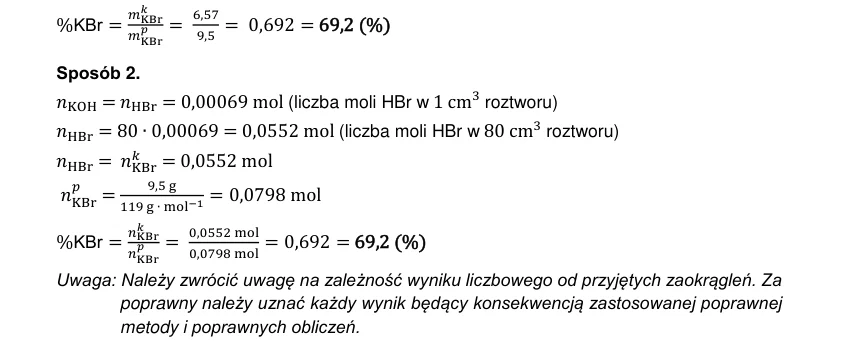 %KBr = m^k_KBr / m^p_KBr = 6,57 / 9,5 = 0,692 = 69,2 (%)
Sposób 2.
n_KOH = n_HBr = 0,00069 mol (liczba moli HBr w 1 cm³ roztworu)
n_HBr = 80 · 0,00069 = 0,0552 mol (liczba moli HBr w 80 cm³ roztworu)
n_HBr = n^k_KBr = 0,0552 mol
n^p_KBr = 9,5 g / 119 g · mol⁻¹ = 0,0798 mol
%KBr = n^k_KBr / n^p_KBr = 0,0552 mol / 0,0798 mol = 0,692 = 69,2 (%)
Uwaga: Należy zwrócić uwagę na zależność wyniku liczbowego od przyjętych zaokrągleń. Za
poprawny należy uznać każdy wynik będący konsekwencją zastosowanej poprawnej
metody i poprawnych obliczeń.